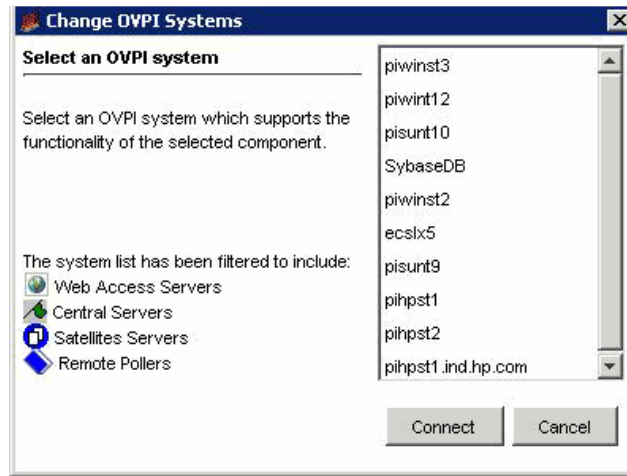 Change OVPI Systems
Select an OVPI system
Select an OVPI system which supports the
functionality of the selected component.
The system list has been filtered to include:
Web Access Servers
Central Servers
Satellites Servers
Remote Pollers
piwinst3
piwint12
pisunt10
SybaseDB
piwinst2
ecslx5
pisunt9
pihpst1
pihpst2
pihpst1.ind.hp.com
Connect
Cancel